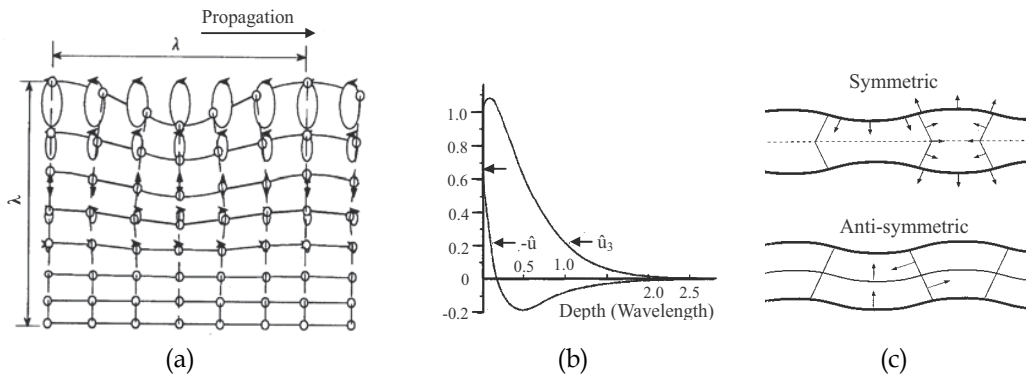 Propagation
λ
λ
(a)
1.0
0.8
0.6
0.4
0.2
0
-0.2
-û
û₃
0.5
1.0
2.0
2.5
Depth (Wavelength)
(b)
Symmetric
Anti-symmetric
(c)